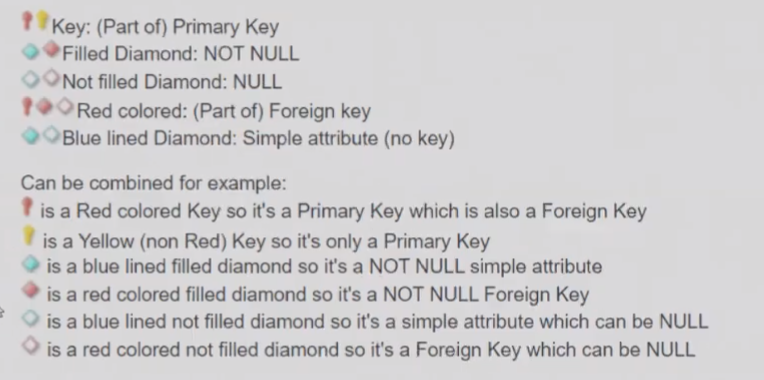 Key: (Part of) Primary Key
Filled Diamond: NOT NULL
Not filled Diamond: NULL
Red colored: (Part of) Foreign key
Blue lined Diamond: Simple attribute (no key)
Can be combined for example:
is a Red colored Key so it's a Primary Key which is also a Foreign Key
is a Yellow (non Red) Key so it's only a Primary Key
is a blue lined filled diamond so it's a NOT NULL simple attribute
is a red colored filled diamond so it's a NOT NULL Foreign Key
is a blue lined not filled diamond so it's a simple attribute which can be NULL
is a red colored not filled diamond so it's a Foreign Key which can be NULL